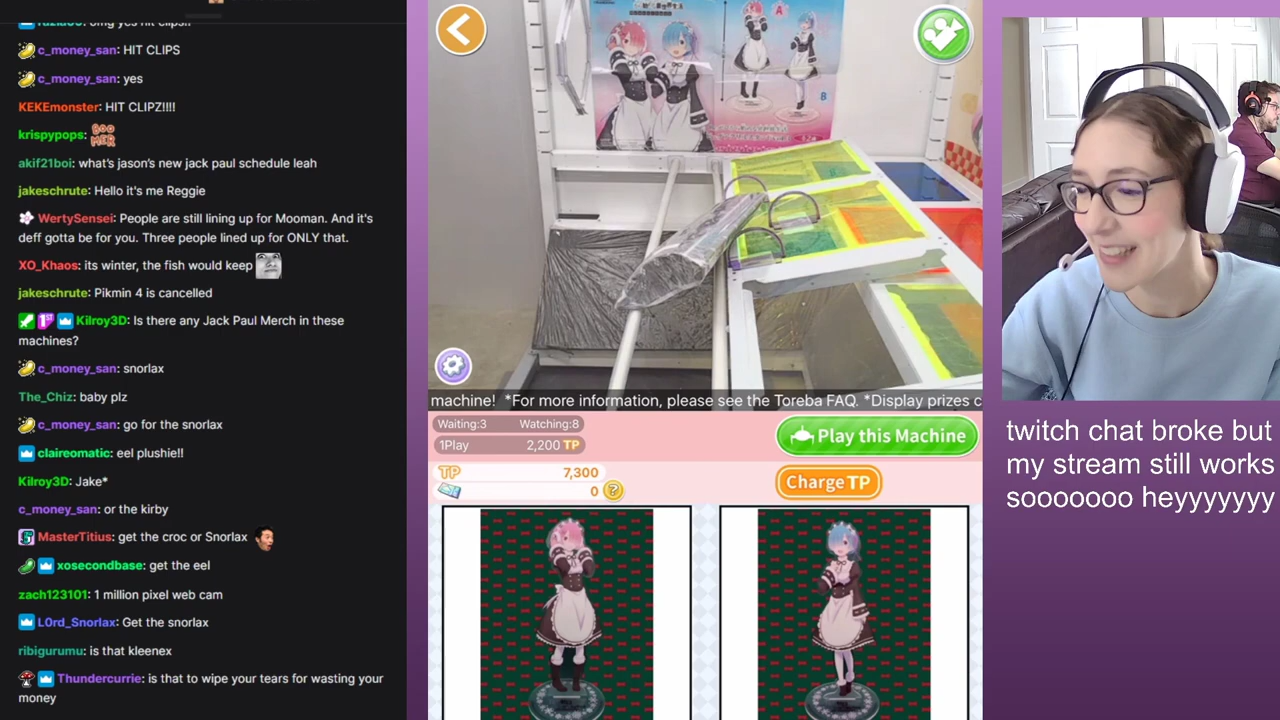 c_money_san: HIT CLIPS
c_money_san: yes
KEKEmonster: HIT CLIPZ!!!!
krispypops: BOOMER
akif21boi: what's jason's new jack paul schedule leah
jakeschrute: Hello it's me Reggie
WertySensei: People are still lining up for Mooman. And it's
deff gotta be for you. Three people lined up for ONLY that.
XO_Khaos: its winter, the fish would keep
jakeschrute: Pikmin 4 is cancelled
1ST Kilroy3D: Is there any Jack Paul Merch in these
machines?
c_money_san: snorlax
The_Chiz: baby plz
c_money_san: go for the snorlax
claireomatic: eel plushie!!
Kilroy3D: Jake*
c_money_san: or the kirby
MasterTitius: get the croc or Snorlax
xosecondbase: get the eel
zach123101: 1 million pixel web cam
L0rd_Snorlax: Get the snorlax
ribigurumu: is that kleenex
Thundercurrie: is that to wipe your tears for wasting your
money
A
B
machine! *For more information, please see the Toreba FAQ. *Display prizes c
Waiting:3 Watching:8
1Play 2,200 TP
Play this Machine
TP 7,300
0 ?
Charge TP
twitch chat broke but
my stream still works
sooooooo heyyyyyyy